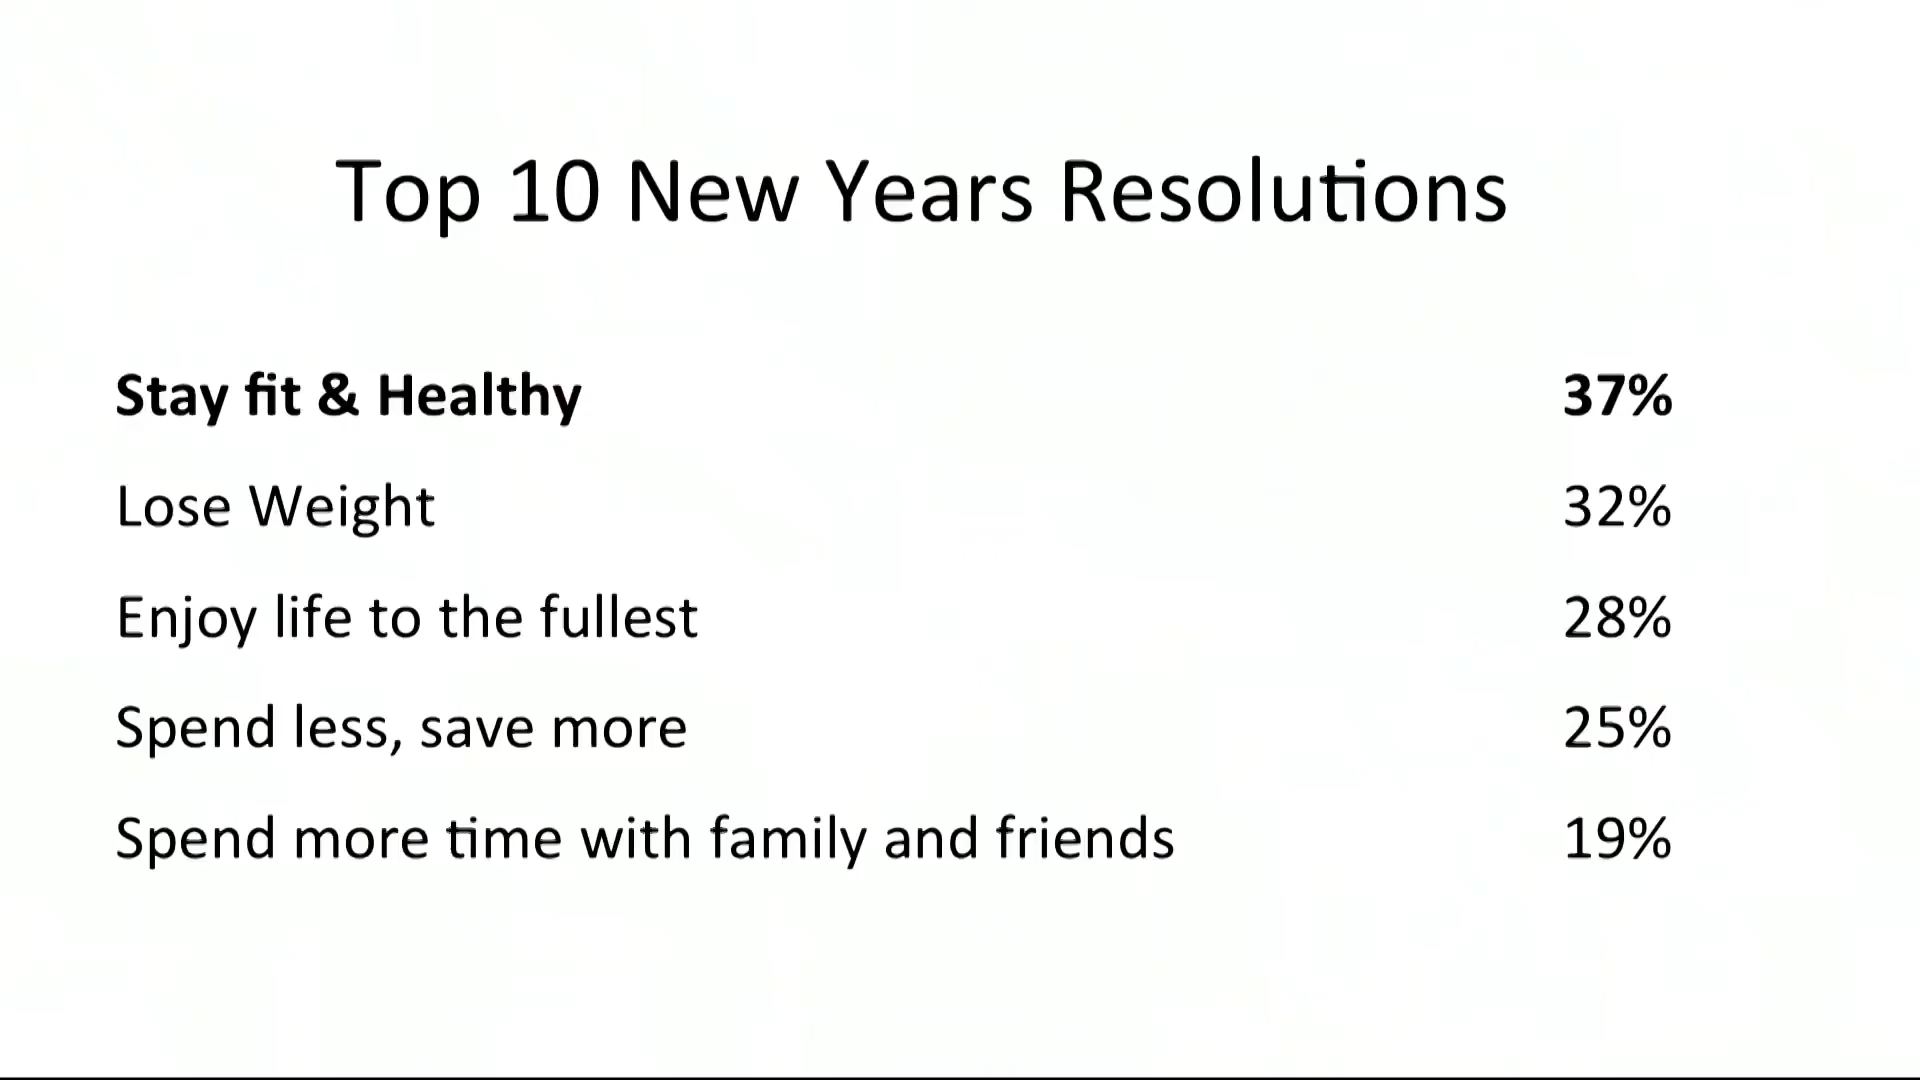 Top 10 New Years Resolutions
Stay fit & Healthy 37%
Lose Weight 32%
Enjoy life to the fullest 28%
Spend less, save more 25%
Spend more time with family and friends 19%